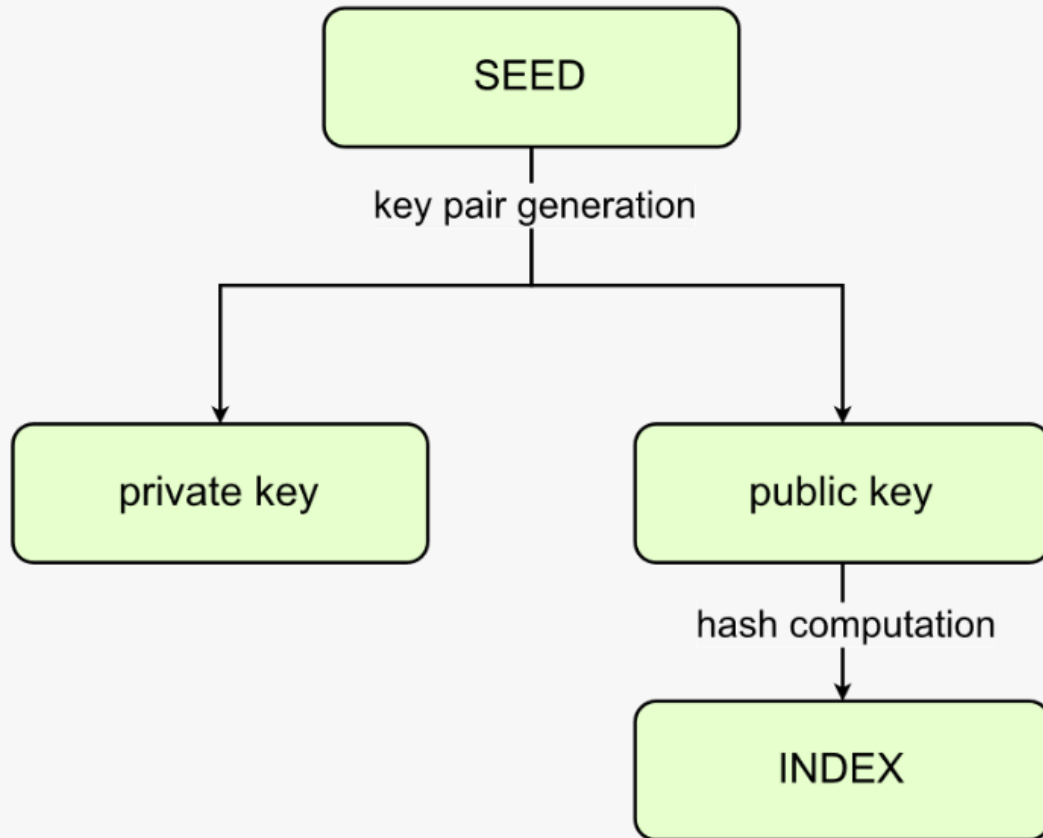 SEED
key pair generation
private key
public key
hash computation
INDEX